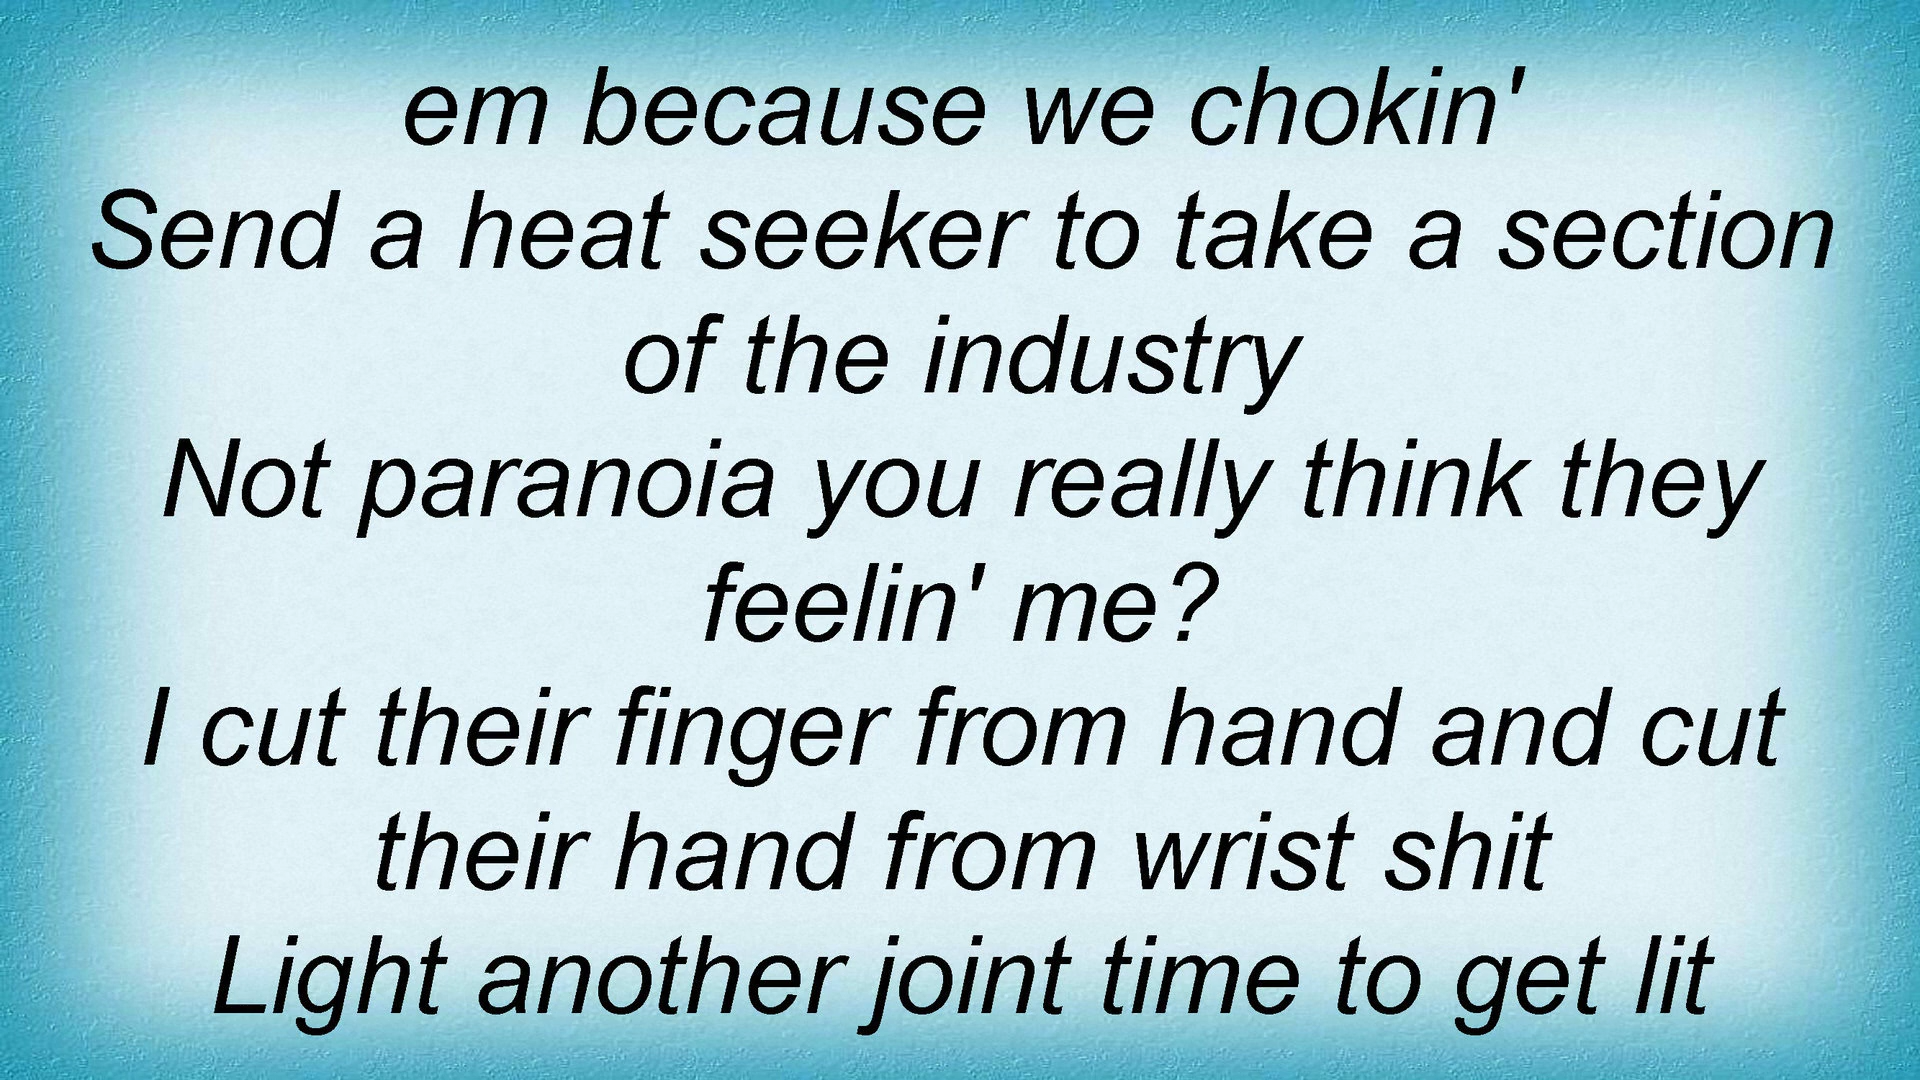 em because we chokin'
Send a heat seeker to take a section
of the industry
Not paranoia you really think they
feelin' me?
I cut their finger from hand and cut
their hand from wrist shit
Light another joint time to get lit